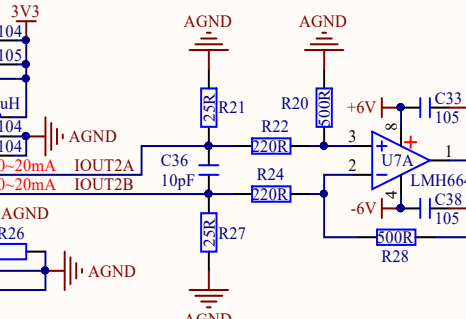 3V3
AGND
AGND
104
105
25R
R21
R20
500R
+6V
8
C33
105
uH
R22
220R
3
104
104
AGND
U7A
1
0~20mA IOUT2A
C36
10pF
R24
220R
2
LMH664
0~20mA IOUT2B
-6V
4
C38
105
AGND
R26
25R
R27
500R
R28
AGND
AGND